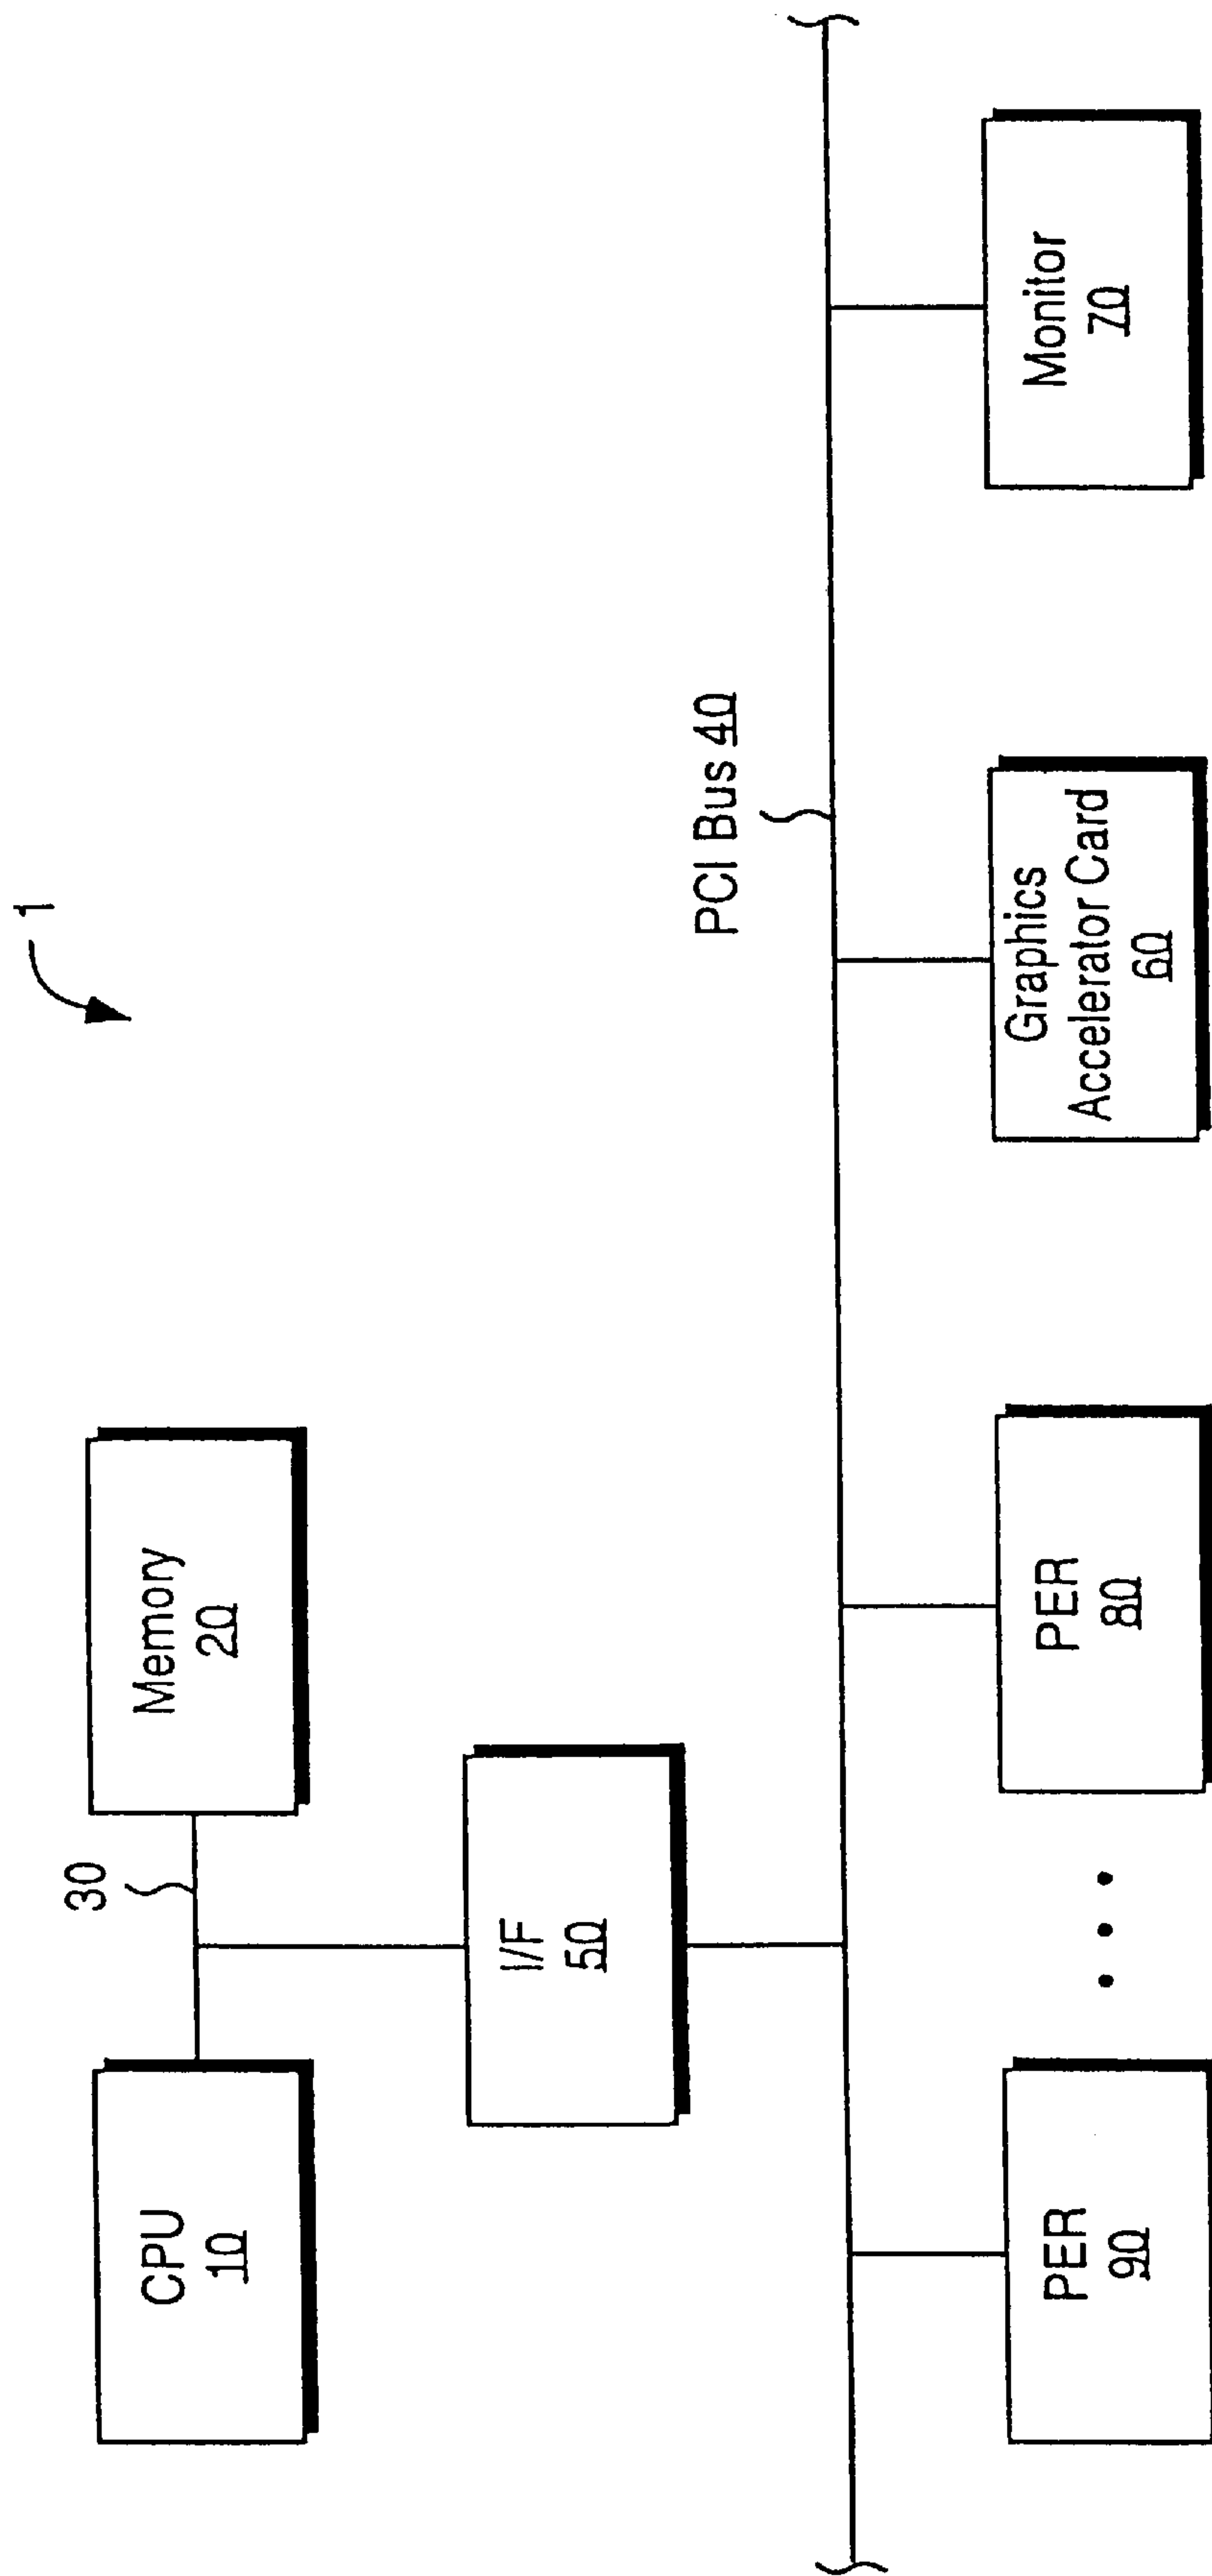 1
CPU
10
30
Memory
20
I/F
50
PCI Bus 40
PER
90
PER
80
Graphics
Accelerator Card
60
Monitor
70